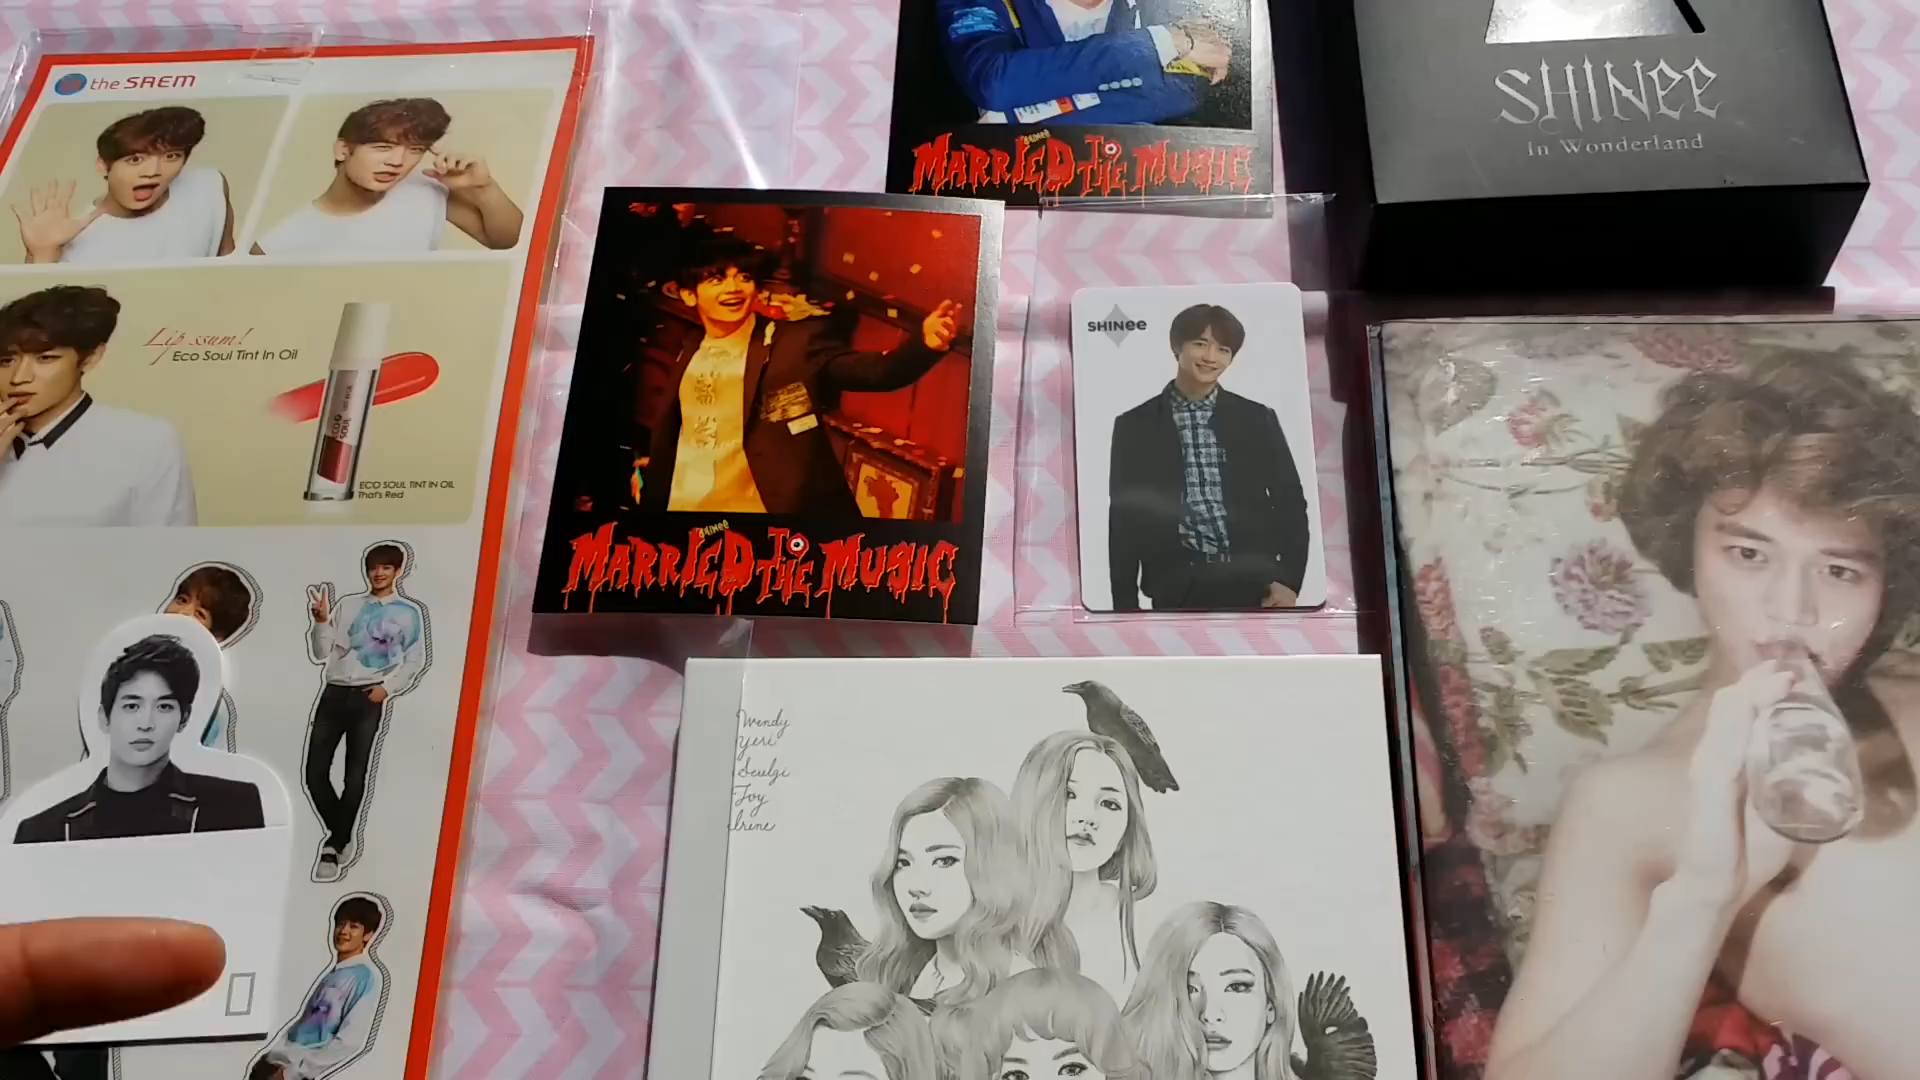 the SAEM
Lip ssum!
Eco Soul Tint In Oil
ECO SOUL TINT IN OIL
That's Red
SHINee
MARRIED TO THE MUSIC
SHINee
MARRIED TO THE MUSIC
SHINee
SHINee
In Wonderland
Wendy
Yeri
Seulgi
Joy
Irene